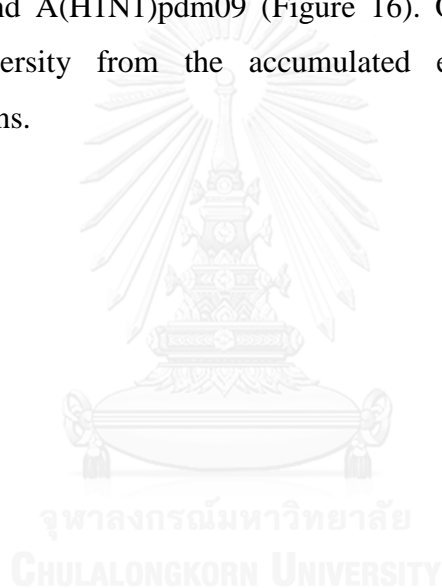 nd A(H1N1)pdm09 (Figure 16).
ersity from the accumulated e
ns.
จุฬาลงกรณ์มหาวิทยาลัย
CHULALONGKORN UNIVERSITY